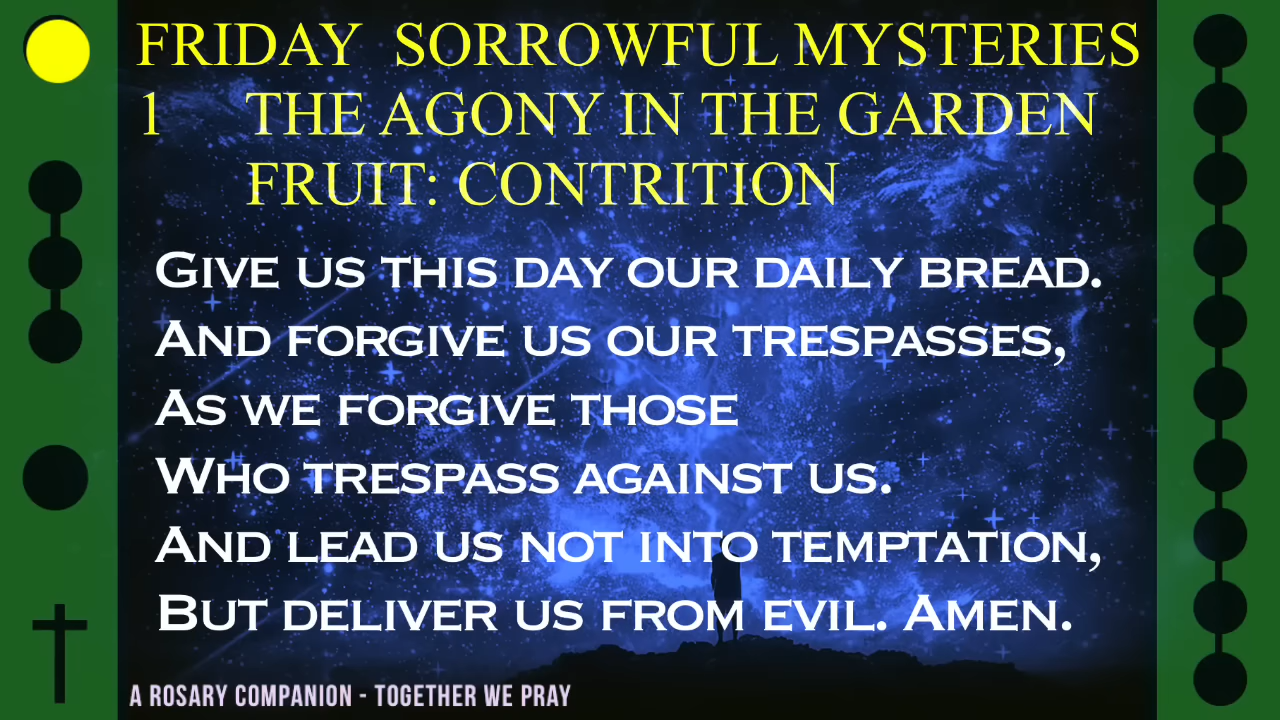 FRIDAY SORROWFUL MYSTERIES
1 THE AGONY IN THE GARDEN
FRUIT: CONTRITION
GIVE US THIS DAY OUR DAILY BREAD.
AND FORGIVE US OUR TRESPASSES,
AS WE FORGIVE THOSE
WHO TRESPASS AGAINST US.
AND LEAD US NOT INTO TEMPTATION,
BUT DELIVER US FROM EVIL. AMEN.
A ROSARY COMPANION - TOGETHER WE PRAY